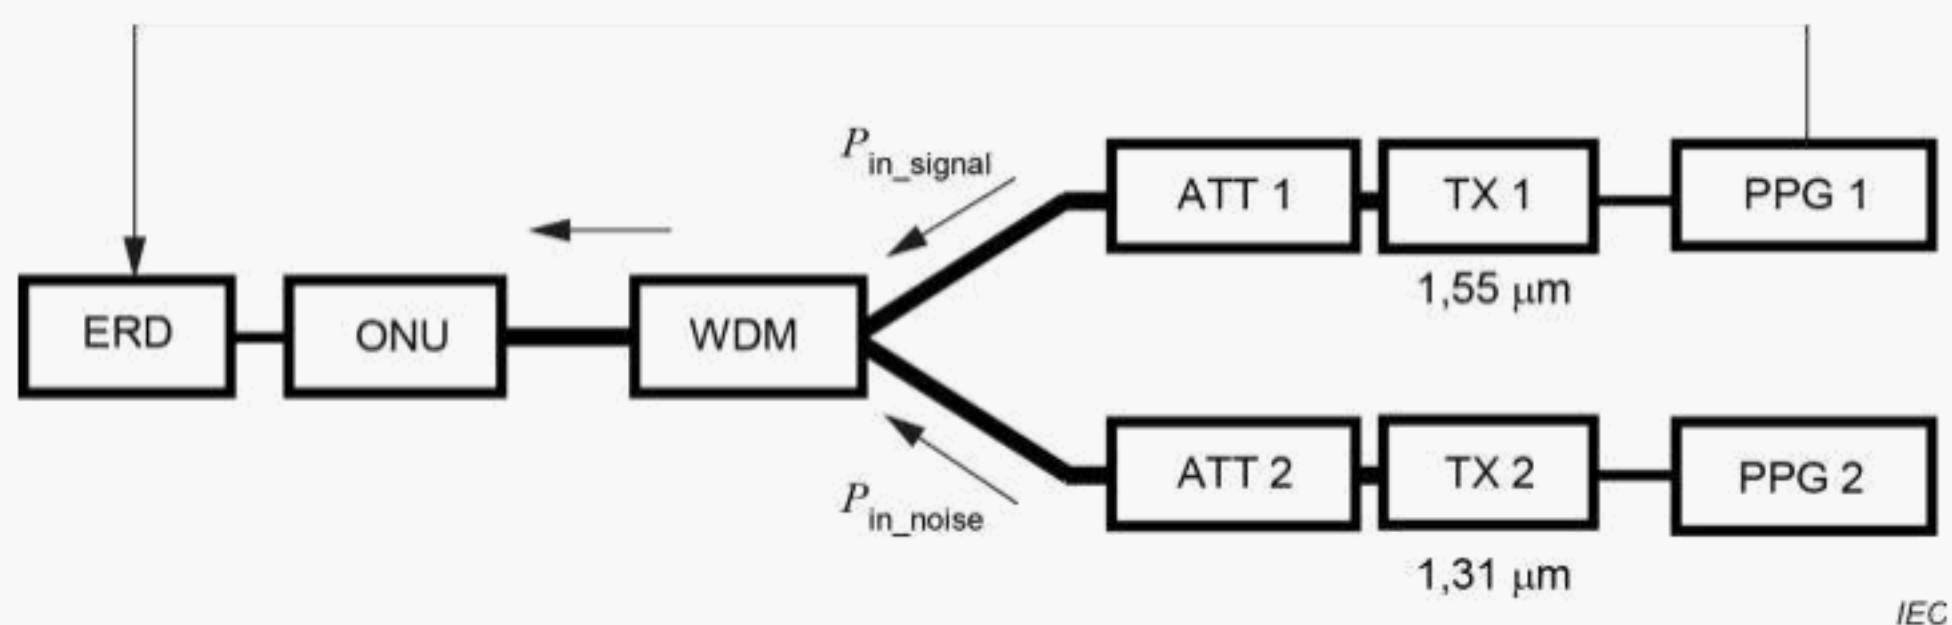 P in_signal
ATT 1
TX 1
PPG 1
1,55 μm
ERD
ONU
WDM
P in_noise
ATT 2
TX 2
PPG 2
1,31 μm
IEC